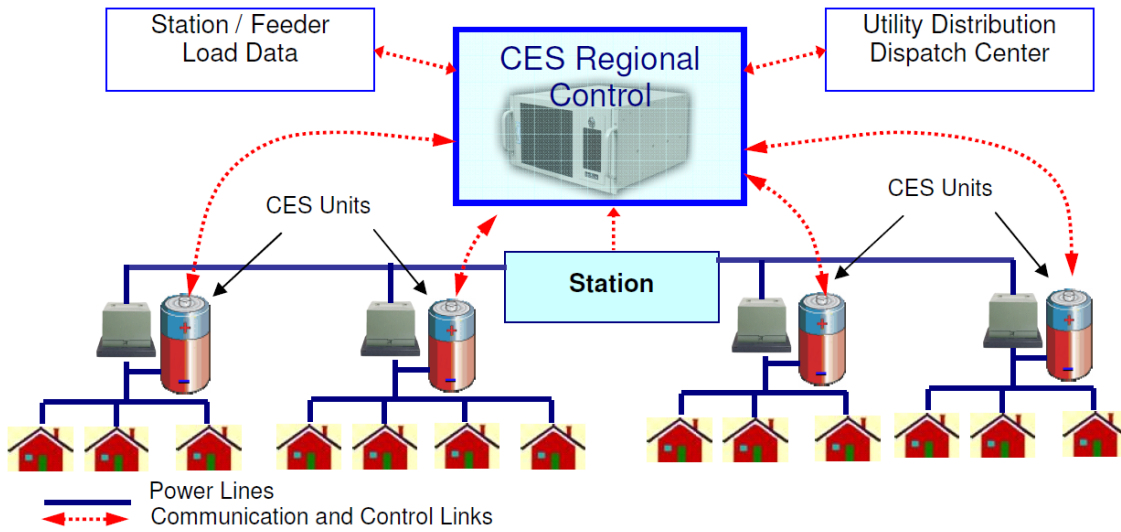 Station / Feeder
Load Data
CES Regional
Control
Utility Distribution
Dispatch Center
CES Units
CES Units
Station
Power Lines
Communication and Control Links